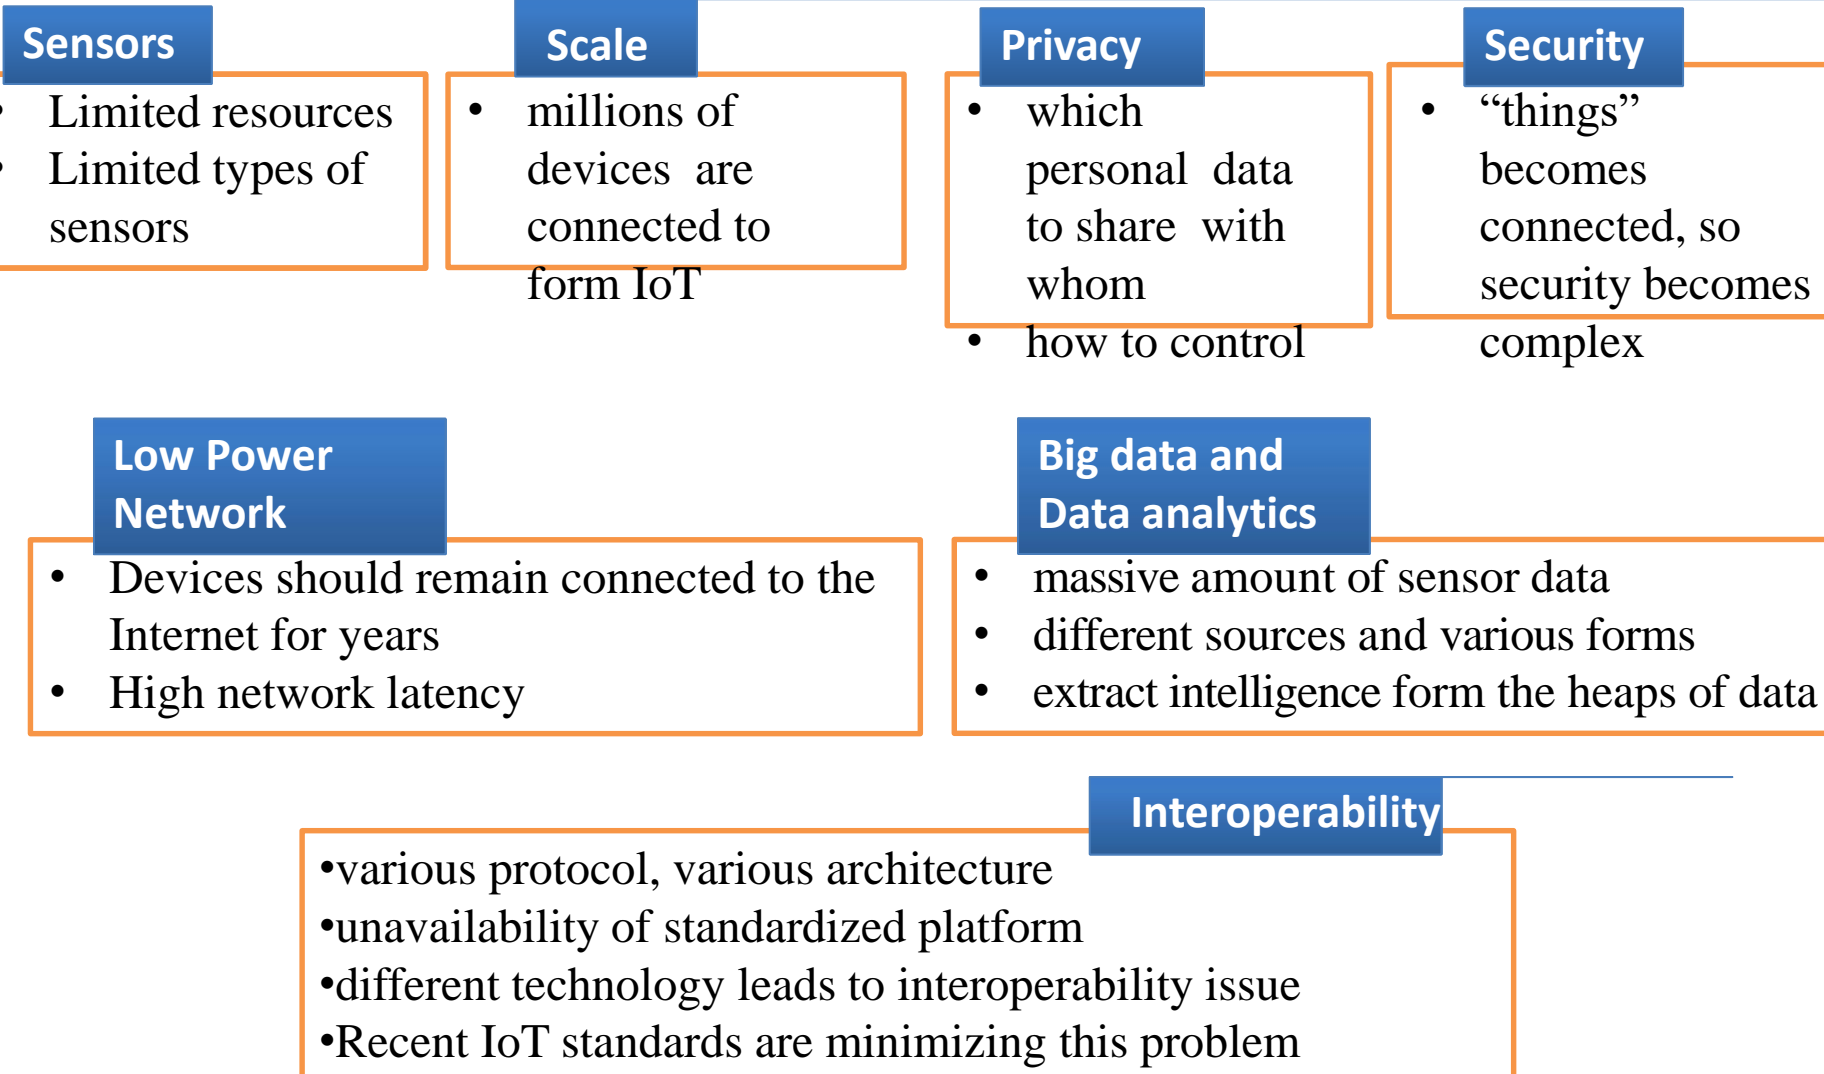 Sensors
• Limited resources
• Limited types of
sensors
Scale
• millions of
devices are
connected to
form IoT
Privacy
• which
personal data
to share with
whom
• how to control
Security
• “things”
becomes
connected, so
security becomes
complex
Low Power
Network
• Devices should remain connected to the
Internet for years
• High network latency
Big data and
Data analytics
• massive amount of sensor data
• different sources and various forms
• extract intelligence form the heaps of data
Interoperability
•various protocol, various architecture
•unavailability of standardized platform
•different technology leads to interoperability issue
•Recent IoT standards are minimizing this problem